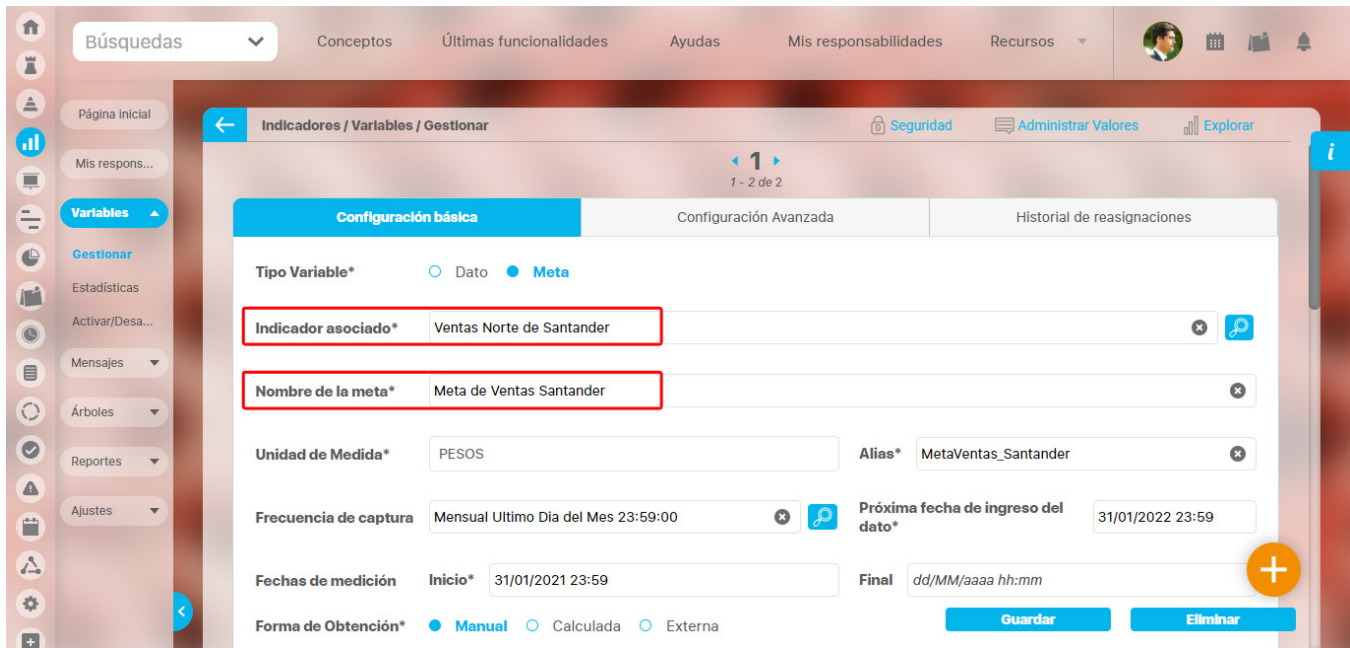 Búsquedas
Conceptos
Últimas funcionalidades
Ayudas
Mis responsabilidades
Recursos
Página inicial
Mis respons...
Variables
Gestionar
Estadísticas
Activar/Desa...
Mensajes
Árboles
Reportes
Ajustes
Indicadores / Variables / Gestionar
Seguridad
Administrar Valores
Explorar
i
1
1 - 2 de 2
Configuración básica
Configuración Avanzada
Historial de reasignaciones
Tipo Variable* Dato Meta
Indicador asociado* Ventas Norte de Santander
Nombre de la meta* Meta de Ventas Santander
Unidad de Medida* PESOS
Alias* MetaVentas_Santander
Frecuencia de captura Mensual Ultimo Dia del Mes 23:59:00
Próxima fecha de ingreso del
dato*
31/01/2022 23:59
Fechas de medición Inicio* 31/01/2021 23:59
Final dd/MM/aaaa hh:mm
Forma de Obtención* Manual Calculada Externa
Guardar
Eliminar